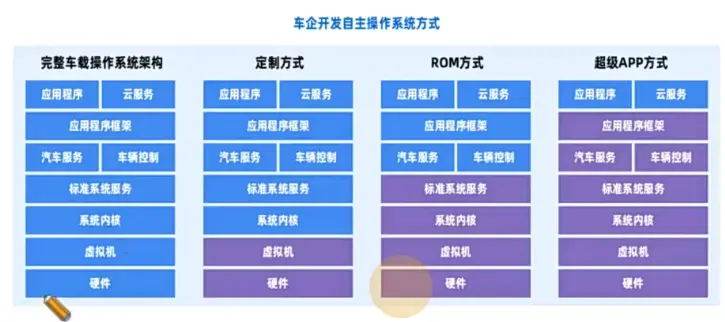 车企开发自主操作系统方式
完整车载操作系统架构
应用程序 云服务
应用程序框架
汽车服务 车辆控制
标准系统服务
系统内核
虚拟机
硬件
定制方式
应用程序 云服务
应用程序框架
汽车服务 车辆控制
标准系统服务
系统内核
虚拟机
硬件
ROM方式
应用程序 云服务
应用程序框架
汽车服务 车辆控制
标准系统服务
系统内核
虚拟机
硬件
超级APP方式
应用程序 云服务
应用程序框架
汽车服务 车辆控制
标准系统服务
系统内核
虚拟机
硬件